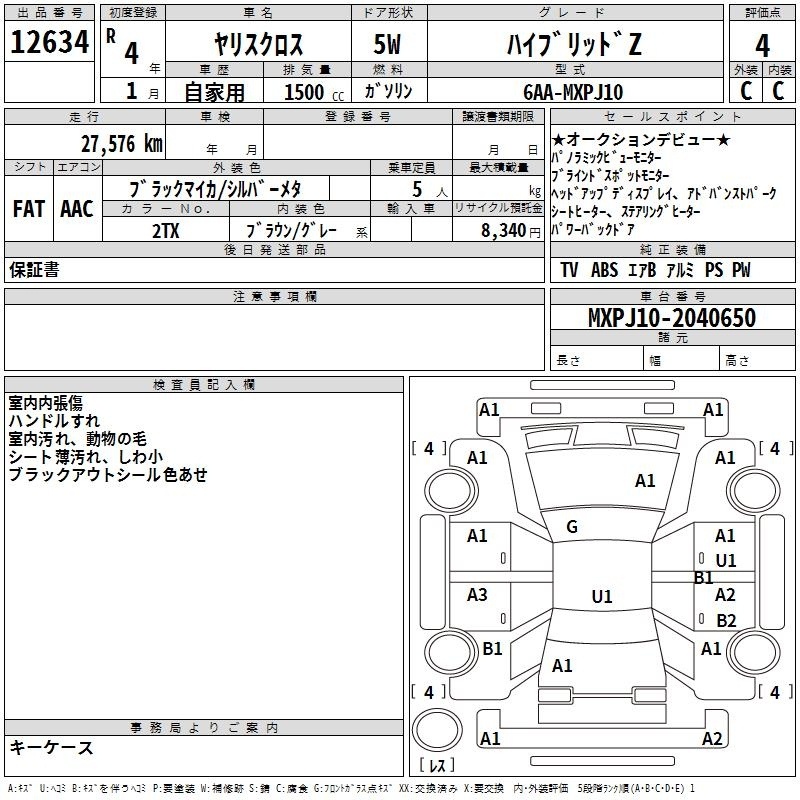 出品番号 初度登録 車名 ドア形状 グレード 評価点
12634 R 4 年 ヤリスクロス 5W ハイブリッドZ 4
車歴 排気量 燃料 型式 外装 内装
1 月 自家用 1500 CC ガソリン 6AA-MXPJ10 C C
走行 車検 登録番号 譲渡書類期限 セールスポイント
27,576 km 年 月 月 日
★オークションデビュー★
パノラミックビューモニター
ブラインドスポットモニター
ヘッドアップディスプレイ、アドバンストパーク
シートヒーター、ステアリングヒーター
パワーバックドア
シフト エアコン 外装色 乗車定員 最大積載量
FAT AAC ブラックマイカ/シルバーメタ 5 人 kg
カラーNo. 内装色 輸入車 リサイクル預託金
2TX ブラウン/グレー 系 8,340 円
後日発送部品 純正装備
保証書 TV ABS エアB アルミ PS PW
注意事項欄 車台番号
MXPJ10-2040650
諸元
長さ 幅 高さ
検査員記入欄
室内内張傷
ハンドルすれ
室内汚れ、動物の毛
シート薄汚れ、しわ小
ブラックアウトシール色あせ
A1 A1
[ 4 ] [ 4 ]
A1 A1
A1
G
A1 A1
U1
B1
A3 U1 A2
B2
B1 A1
A1
[ 4 ] [ 4 ]
A1 A2
[ レス ]
事務局よりご案内
キーケース
A:キズ U:ヘコミ B:キズを伴うヘコミ P:要塗装 W:補修跡 S:錆 C:腐食 G:フロントガラス点キズ XX:交換済み X:要交換 内・外装評価 5段階ランク順(A・B・C・D・E) 1